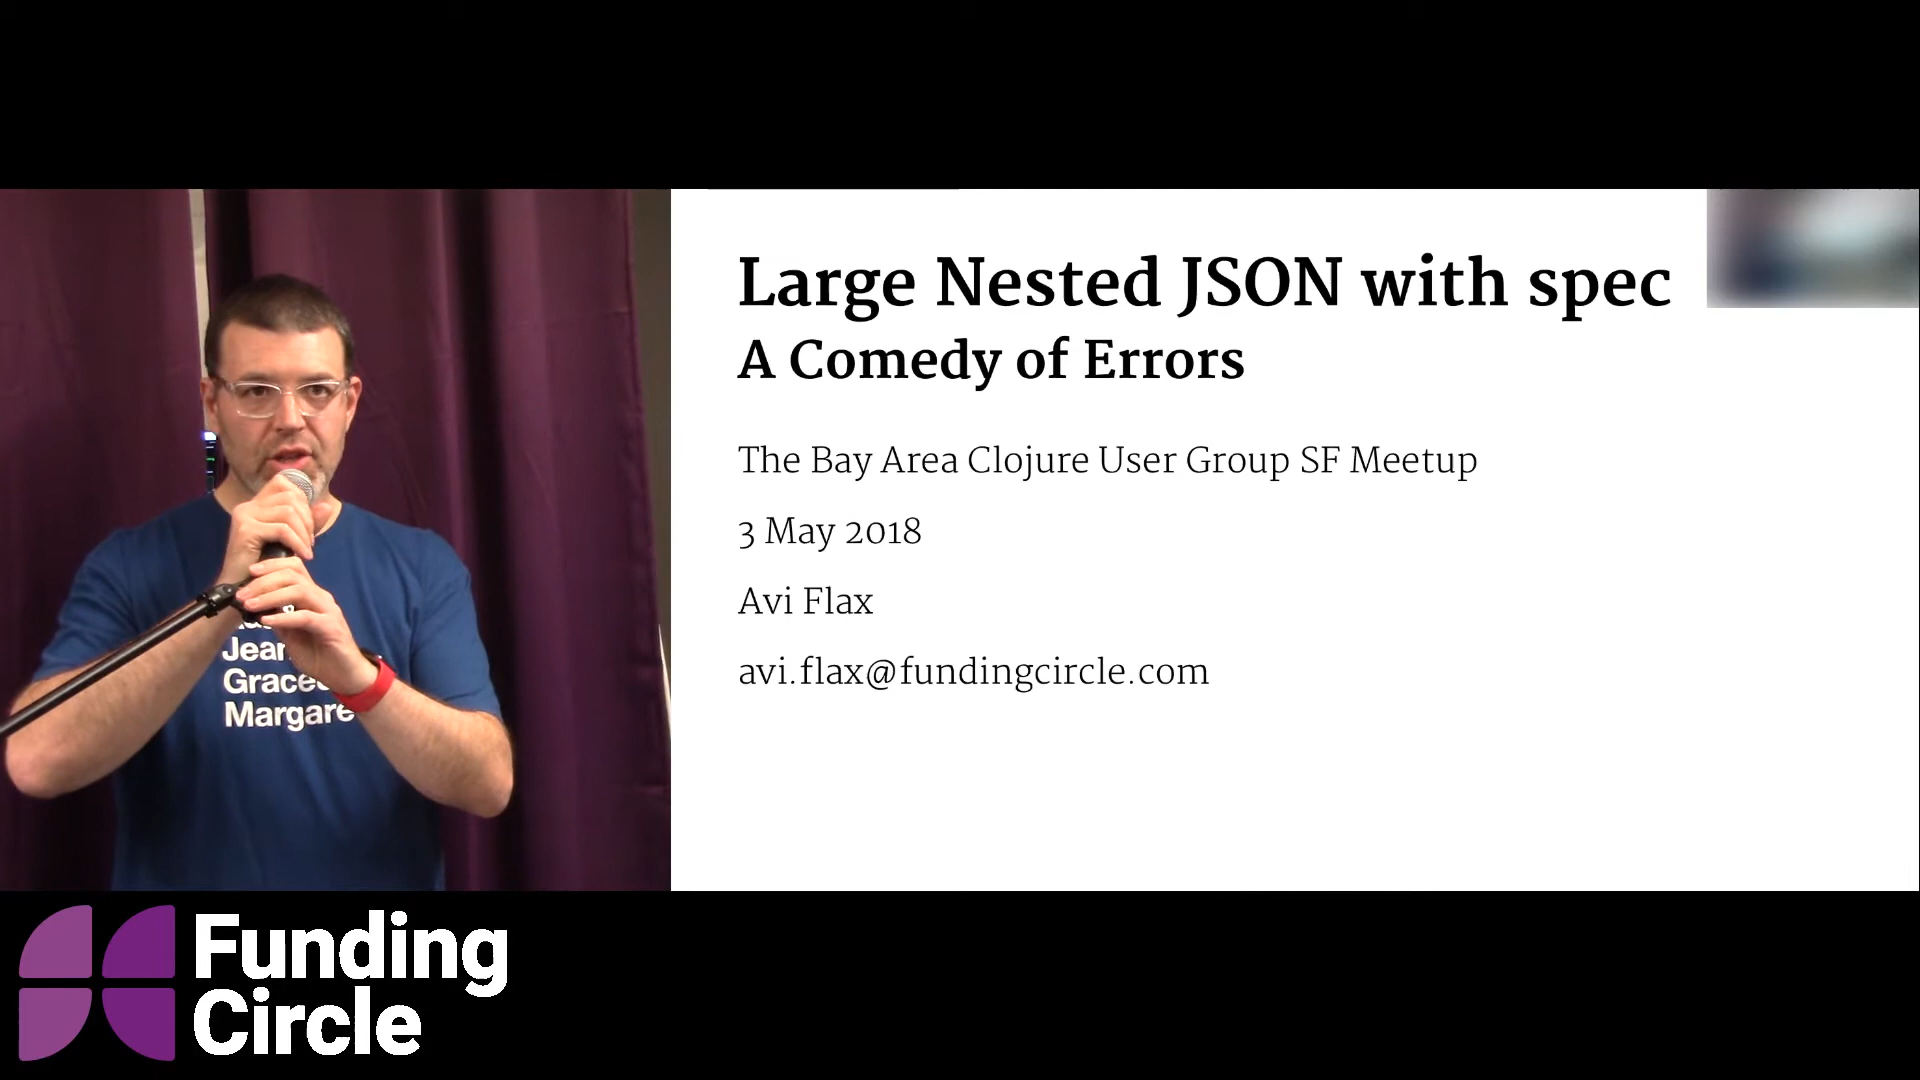 Large Nested JSON with spec
A Comedy of Errors
The Bay Area Clojure User Group SF Meetup
3 May 2018
Avi Flax
avi.flax@fundingcircle.com
&
Grace
Funding
Circle